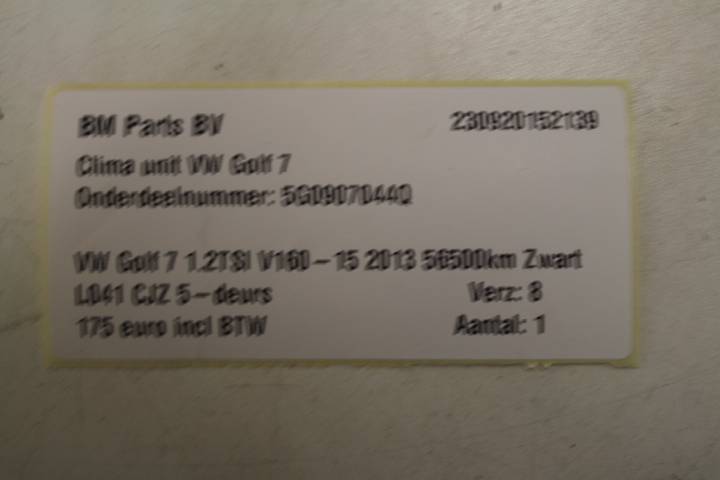 BM Parts BV 230920152139
Clima unit VW Golf 7
Onderdeelnummer: 5G0907044Q
VW Golf 7 1.2TSI V160-15 2013 56500km Zwart
L041 CJZ 5-deurs Verz: 8
175 euro incl BTW Aantal: 1